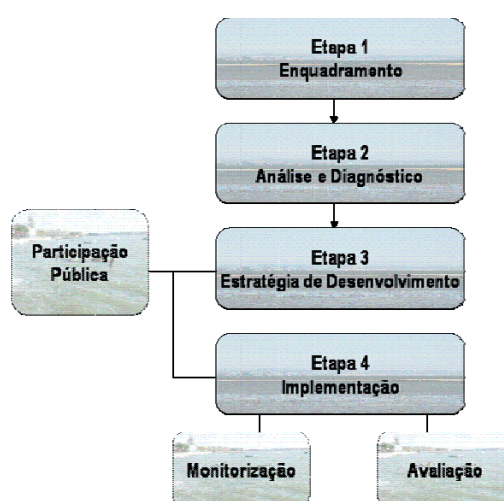 Etapa 1
Enquadramento
Etapa 2
Análise e Diagnóstico
Participação
Pública
Etapa 3
Estratégia de Desenvolvimento
Etapa 4
Implementação
Monitorização
Avaliação